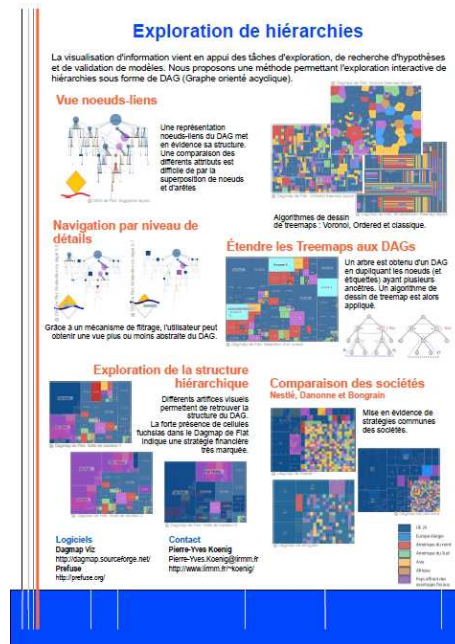 Exploration de hiérarchies
La visualisation d'information vient en appui des tâches d'exploration, de recherche d'hypothèses
et de validation de modèles. Nous proposons une méthode permettant l'exploration interactive de
hiérarchies sous forme de DAG (Graphe orienté acyclique).
Vue noeuds-liens
Une représentation
noeuds-liens du DAG met
en évidence sa structure.
Une comparaison des
différents attributs est
difficile de par la
superposition de noeuds
et d'arêtes
Algorithmes de dessin
de treemaps : Voronoi, Ordered et classique.
Navigation par niveau de
détails
Grâce à un mécanisme de filtrage, l'utilisateur peut
obtenir une vue plus ou moins abstraite du DAG.
Étendre les Treemaps aux DAGs
Un arbre est obtenu d'un DAG
en dupliquant les noeuds (et
étiquettes) ayant plusieurs
ancêtres. Un algorithme de
dessin de treemap est alors
appliqué.
Exploration de la structure
hiérarchique
Différents artifices visuels
permettent de retrouver la
structure du DAG.
La forte présence de cellules
fuchsias dans le Dagmap de Fiat
indique une stratégie financière
très marquée.
Comparaison des sociétés
Nestlé, Danonne et Bongrain
Mise en évidence de
stratégies communes
des sociétés.
Logiciels
Dagmap Viz
http://dagmap.sourceforge.net/
Prefuse
http://prefuse.org/
Contact
Pierre-Yves Koenig
Pierre-Yves.Koenig@lirmm.fr
http://www.lirmm.fr/~koenig/
Amérique du nord
Amérique du Sud
Asie
Afrique